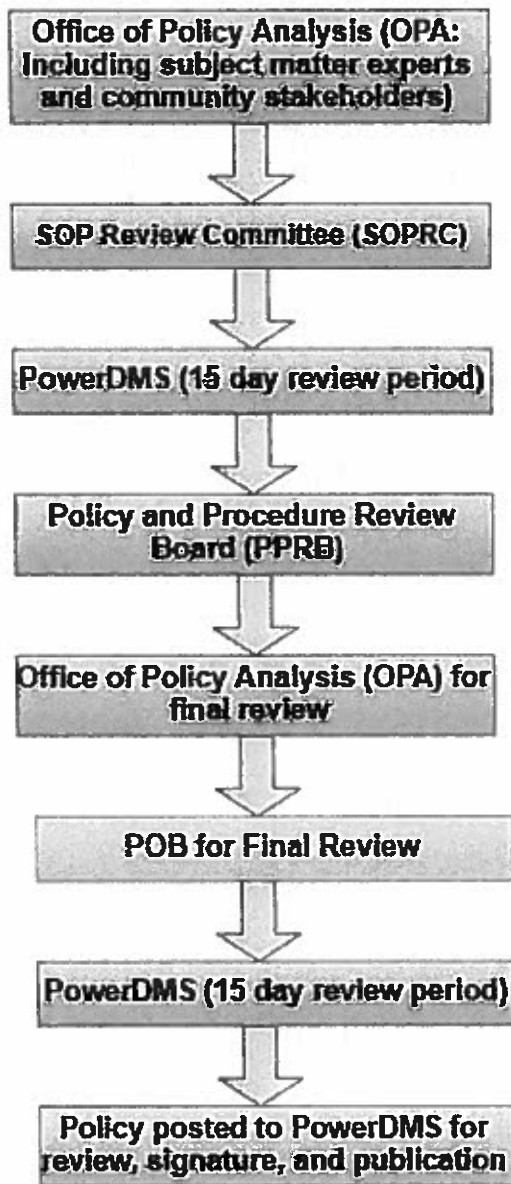 Office of Policy Analysis (OPA:
Including subject matter experts
and community stakeholders)
SOP Review Committee (SOPRC)
PowerDMS (15 day review period)
Policy and Procedure Review
Board (PPRB)
Office of Policy Analysis (OPA) for
final review
POB for Final Review
PowerDMS (15 day review period)
Policy posted to PowerDMS for
review, signature, and publication